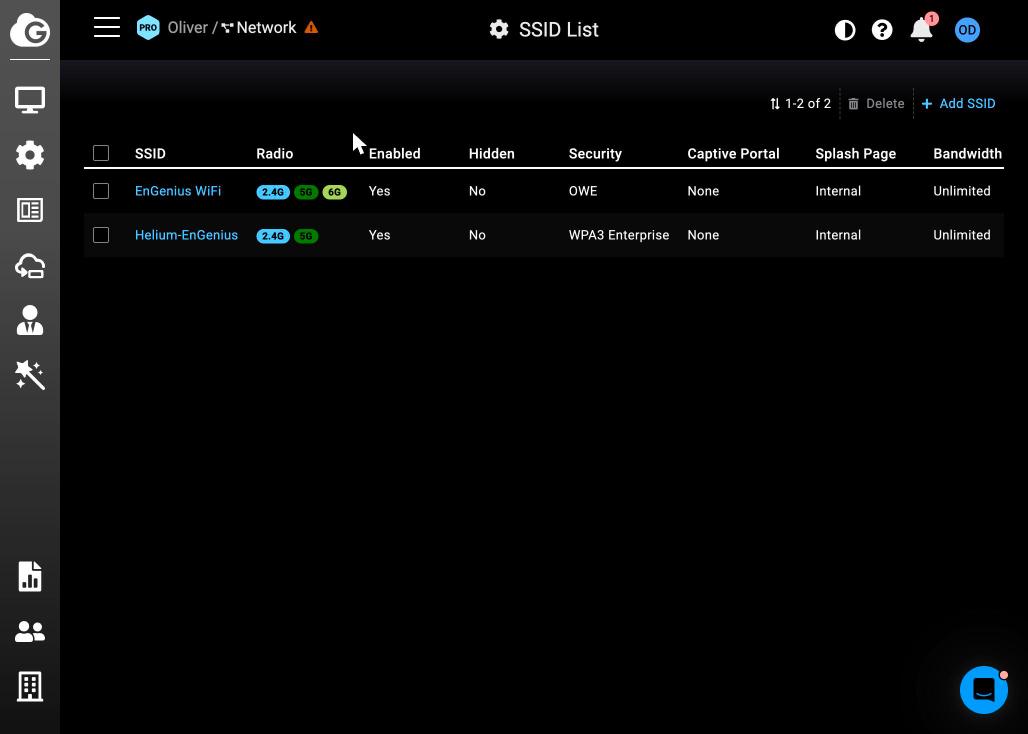 G
PRO Oliver / Network
SSID List
1
OD
1-2 of 2 Delete + Add SSID
SSID Radio Enabled Hidden Security Captive Portal Splash Page Bandwidth
EnGenius WiFi 2.4G 5G 6G Yes No OWE None Internal Unlimited
Helium-EnGenius 2.4G 5G Yes No WPA3 Enterprise None Internal Unlimited